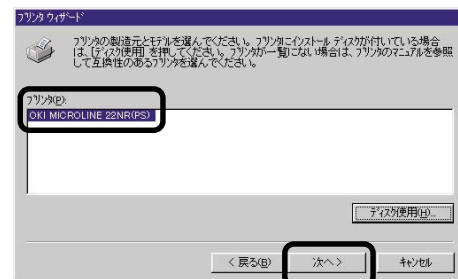 プリンタ ウィザード
プリンタの製造元とモデルを選んでください。プリンタにインストール ディスクが付いている場合
は、[ディスク使用] を押してください。プリンタが一覧にない場合は、プリンタのマニュアルを参照
して互換性のあるプリンタを選んでください。
プリンタ(P):
OKI MICROLINE 22NR(PS)
ディスク使用(H)...
< 戻る(B)
次へ >
キャンセル